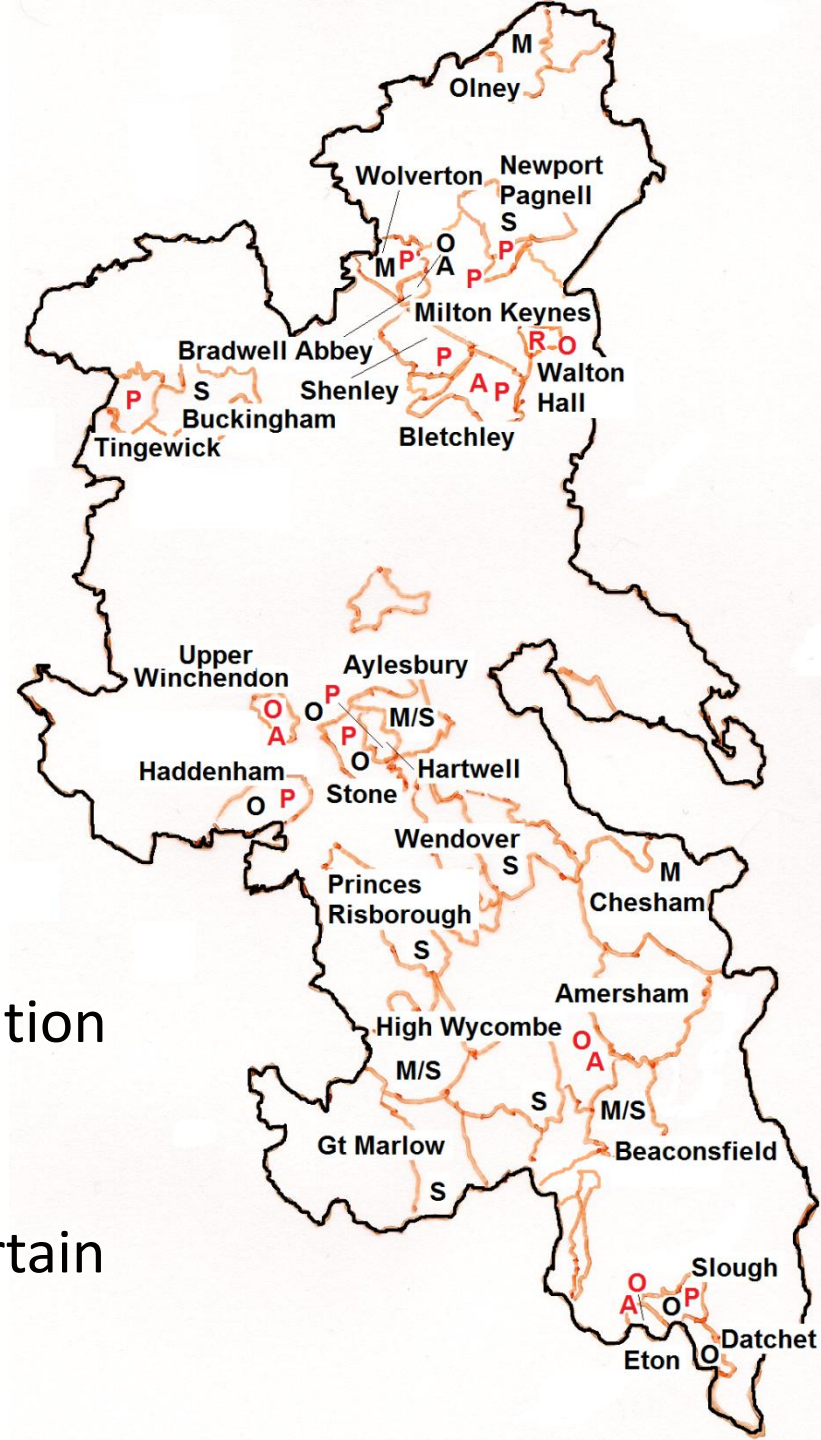 M
Olney
Wolverton
Newport
Pagnell
S
O
M P A P
P
Milton Keynes
Bradwell Abbey
R O
P
Shenley
Walton
Hall
A P
P S
Buckingham
Tingewick
Bletchley
Upper
Winchendon
Aylesbury
P
O O M/S
A P
O
Haddenham
Hartwell
O P
Stone
Wendover
S
M
Princes
Risborough
Chesham
S
Amersham
tion
High Wycombe
O
A
M/S
S M/S
Gt Marlow
Beaconsfield
S
rtain
Slough
O
A O P
Datchet
Eton O